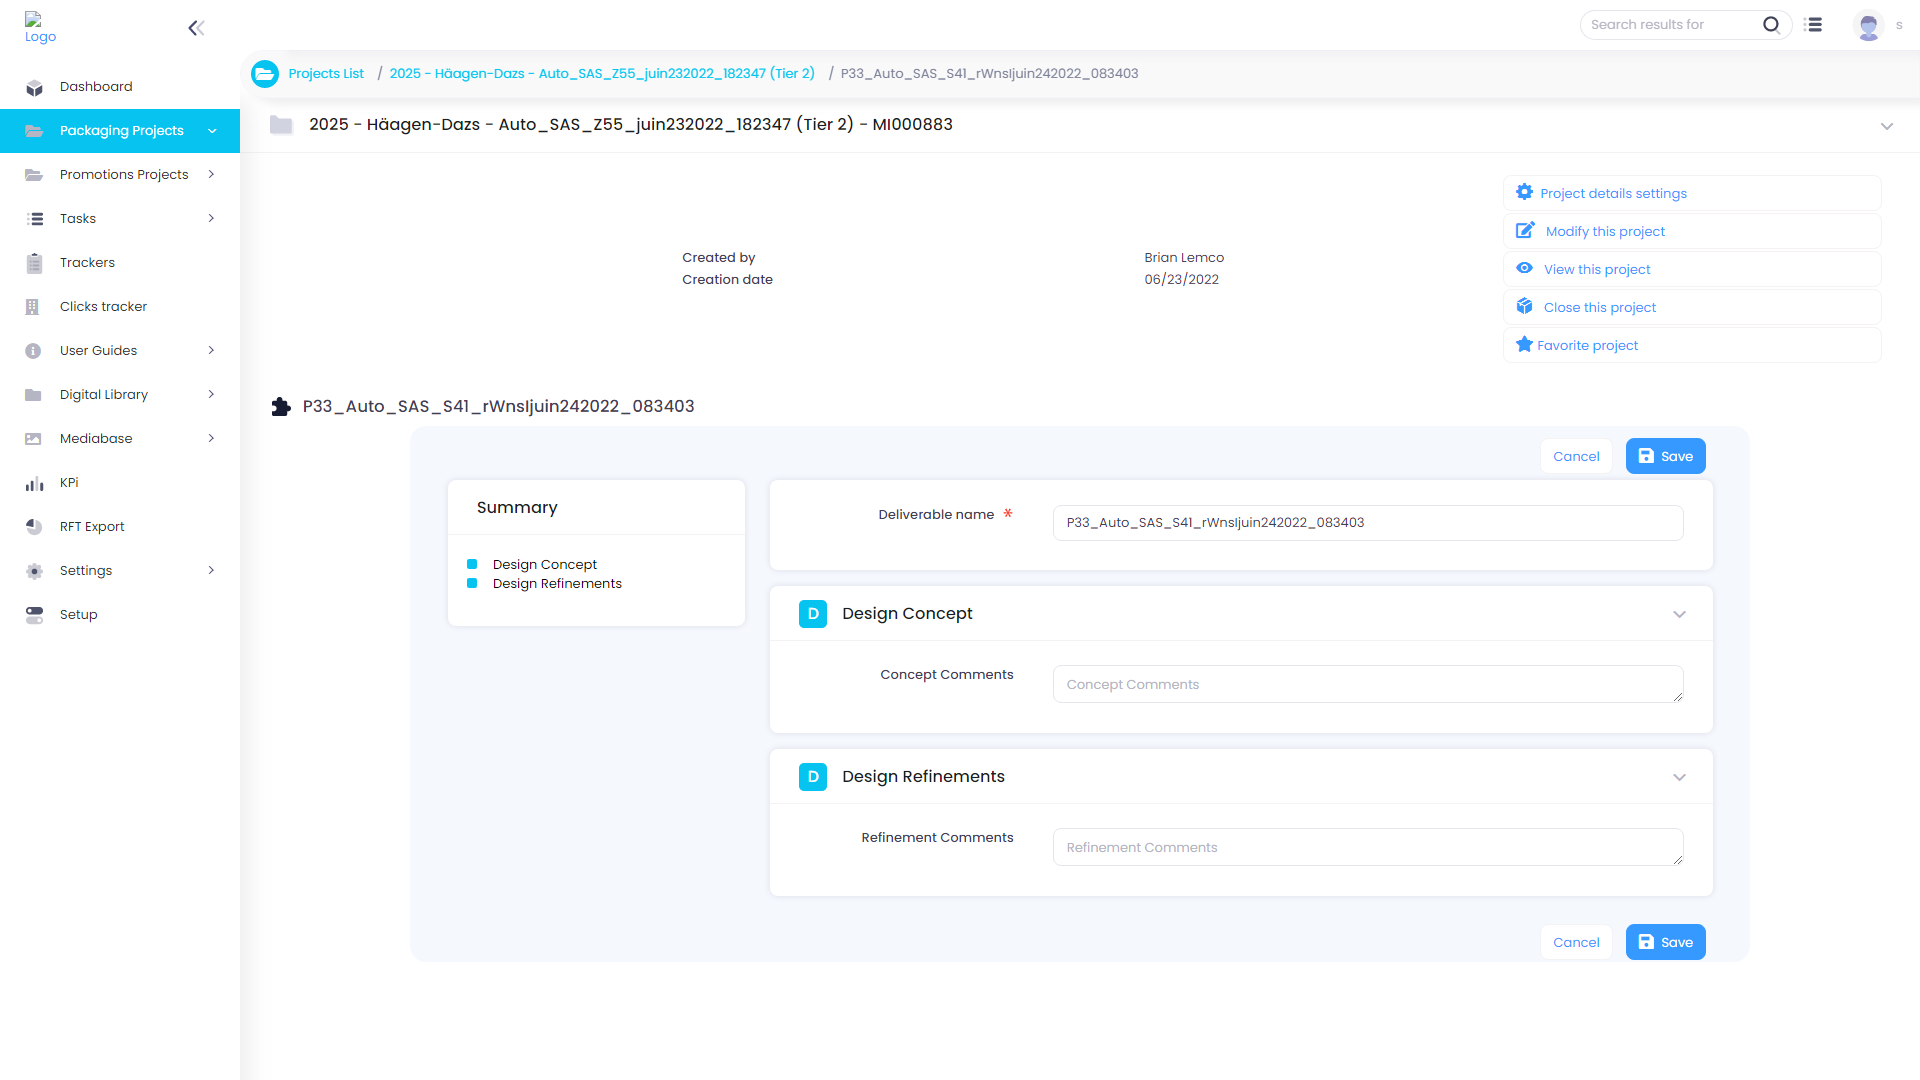 Logo
Search results for
s
Dashboard
Packaging Projects
Promotions Projects
Tasks
Trackers
Clicks tracker
User Guides
Digital Library
Mediabase
KPi
RFT Export
Settings
Setup
Projects List / 2025 - Häagen-Dazs - Auto_SAS_Z55_juin232022_182347 (Tier 2) / P33_Auto_SAS_S41_rWnsIjuin242022_083403
2025 - Häagen-Dazs - Auto_SAS_Z55_juin232022_182347 (Tier 2) - MI000883
Created by Brian Lemco
Creation date 06/23/2022
Project details settings
Modify this project
View this project
Close this project
Favorite project
P33_Auto_SAS_S41_rWnsIjuin242022_083403
Cancel Save
Summary
Design Concept
Design Refinements
Deliverable name * P33_Auto_SAS_S41_rWnsIjuin242022_083403
D Design Concept
Concept Comments Concept Comments
D Design Refinements
Refinement Comments Refinement Comments
Cancel Save